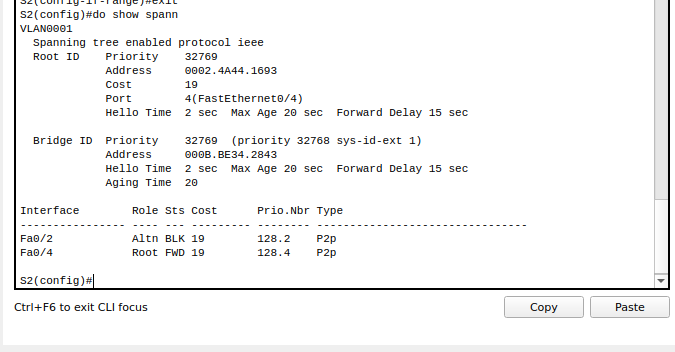 S2(config-if-range)#exit
S2(config)#do show spann
VLAN0001
  Spanning tree enabled protocol ieee
  Root ID    Priority    32769
             Address     0002.4A44.1693
             Cost        19
             Port        4(FastEthernet0/4)
             Hello Time  2 sec  Max Age 20 sec  Forward Delay 15 sec

  Bridge ID  Priority    32769  (priority 32768 sys-id-ext 1)
             Address     000B.BE34.2843
             Hello Time  2 sec  Max Age 20 sec  Forward Delay 15 sec
             Aging Time  20

Interface        Role Sts Cost      Prio.Nbr Type
---------------- ---- --- --------- -------- --------------------------------
Fa0/2            Altn BLK 19        128.2    P2p
Fa0/4            Root FWD 19        128.4    P2p

S2(config)#
Ctrl+F6 to exit CLI focus
Copy
Paste